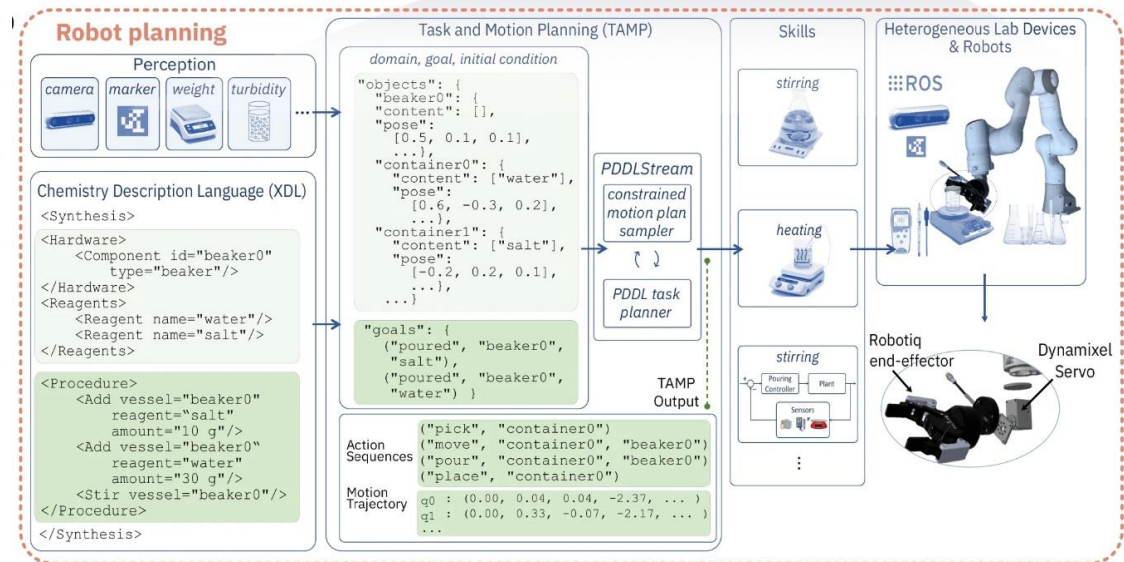 Robot planning
Perception
camera
marker
weight
turbidity
...
Chemistry Description Language (XDL)
<Synthesis>
<Hardware>
<Component id="beaker0"
type="beaker"/>
</Hardware>
<Reagents>
<Reagent name="water"/>
<Reagent name="salt"/>
</Reagents>
<Procedure>
<Add vessel="beaker0"
reagent="salt"
amount="10 g"/>
<Add vessel="beaker0"
reagent="water"
amount="30 g"/>
<Stir vessel="beaker0"/>
</Procedure>
</Synthesis>
Task and Motion Planning (TAMP)
domain, goal, initial condition
"objects": {
"beaker0": {
"content": [],
"pose":
[0.5, 0.1, 0.1],
...},
"container0": {
"content": ["water"],
"pose":
[0.6, -0.3, 0.2],
...},
"container1": {
"content": ["salt"],
"pose":
[-0.2, 0.2, 0.1],
...},
...}
"goals": {
("poured", "beaker0",
"salt"),
("poured", "beaker0",
"water") }
PDDLStream
constrained
motion plan
sampler
PDDL task
planner
TAMP
Output
Action
Sequences
("pick", "container0")
("move", "container0", "beaker0")
("pour", "container0", "beaker0")
("place", "container0")
Motion
Trajectory
q0 : (0.00, 0.04, 0.04, -2.37, ... )
q1 : (0.00, 0.33, -0.07, -2.17, ... )
...
Skills
stirring
heating
stirring
Pouring
Controller
Plant
Sensors
Heterogeneous Lab Devices
& Robots
ROS
Robotiq
end-effector
Dynamixel
Servo